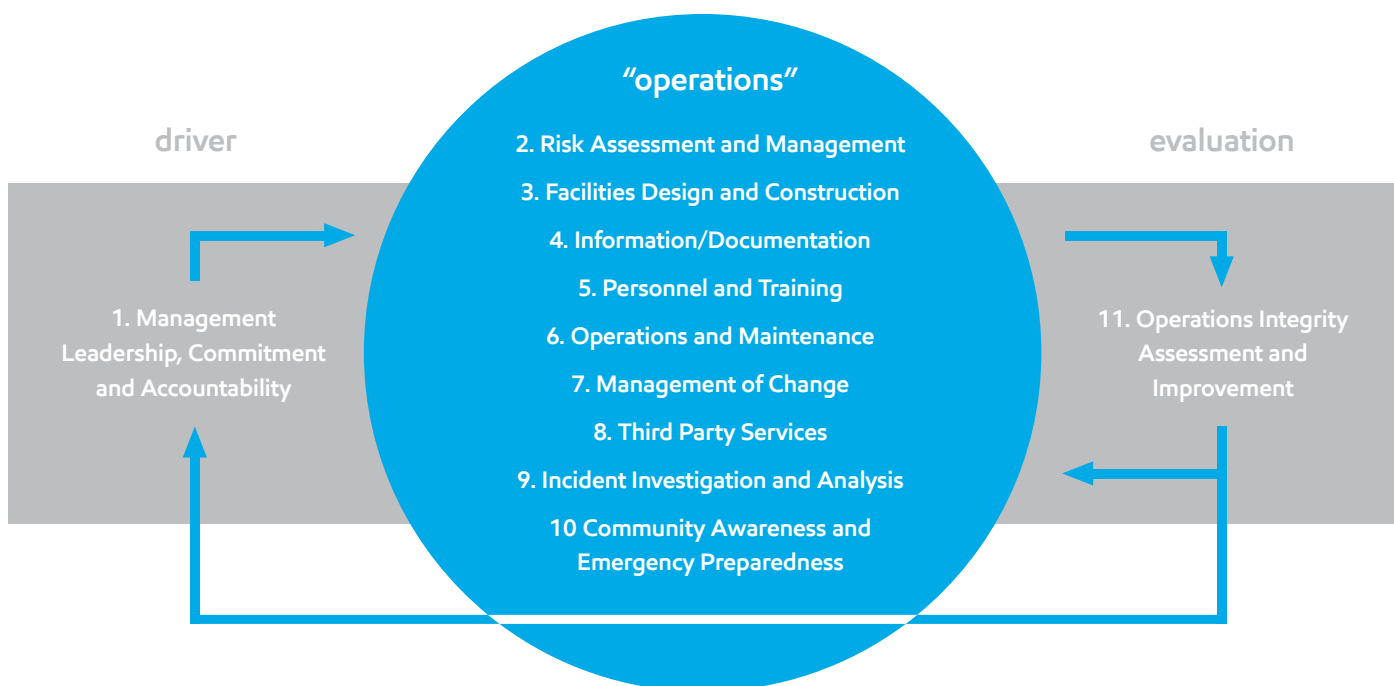 driver
1. Management
Leadership, Commitment
and Accountability
“operations”
2. Risk Assessment and Management
3. Facilities Design and Construction
4. Information/Documentation
5. Personnel and Training
6. Operations and Maintenance
7. Management of Change
8. Third Party Services
9. Incident Investigation and Analysis
10 Community Awareness and
Emergency Preparedness
evaluation
11. Operations Integrity
Assessment and
Improvement